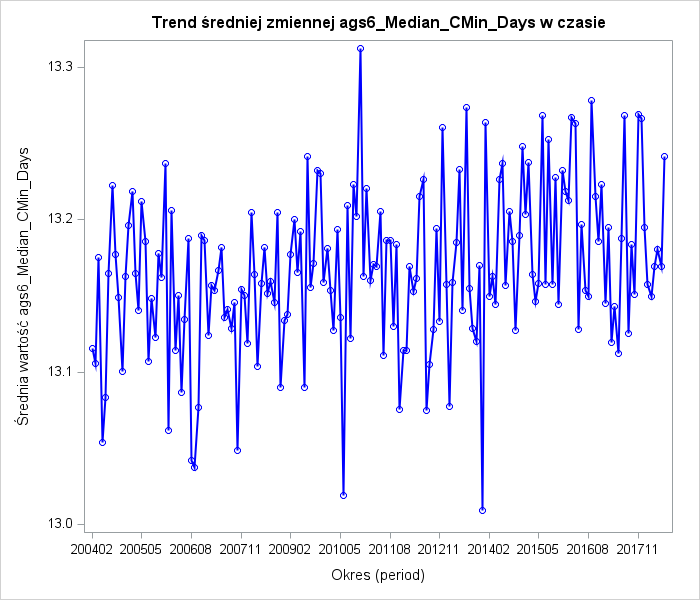 Trend średniej zmiennej ags6_Median_CMin_Days w czasie
Średnia wartość ags6_Median_CMin_Days
13.3
13.2
13.1
13.0
200402 200505 200608 200711 200902 201005 201108 201211 201402 201505 201608 201711
Okres (period)